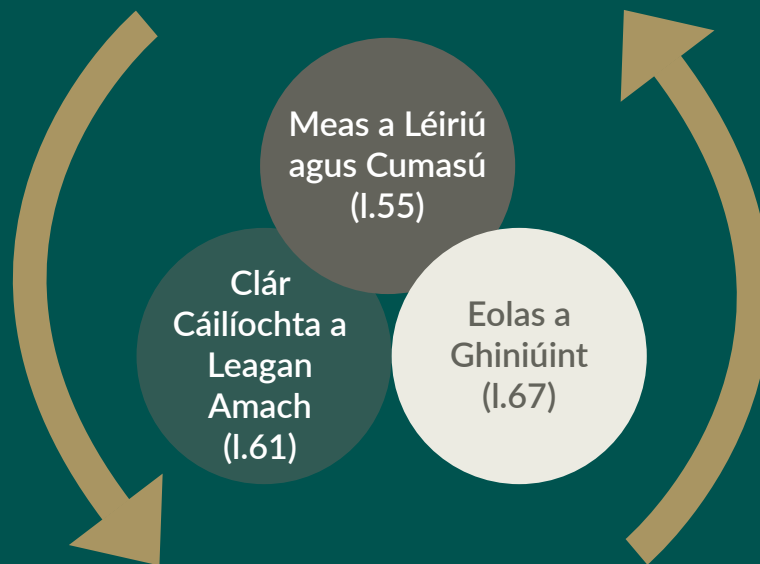 Meas a Léiriú
agus Cumasú
(l.55)
Clár
Cáilíochta a
Leagan
Amach
(l.61)
Eolas a
Ghiniúint
(l.67)